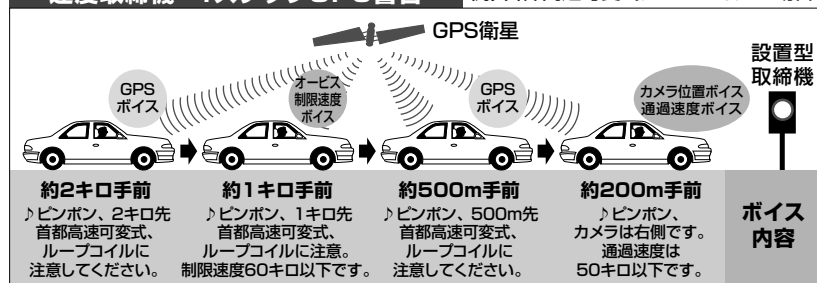 GPS衛星
設置型
取締機
GPS
ボイス
オービス
制限速度
ボイス
GPS
ボイス
カメラ位置ボイス
通過速度ボイス
約2キロ手前
♪ピンポン、2キロ先
首都高速可変式、
ループコイルに
注意してください。
約1キロ手前
♪ピンポン、1キロ先
首都高速可変式、
ループコイルに注意。
制限速度60キロ以下です。
約500m手前
♪ピンポン、500m先
首都高速可変式、
ループコイルに
注意してください。
約200m手前
♪ピンポン、
カメラは右側です。
通過速度は
50キロ以下です。
ボイス
内容